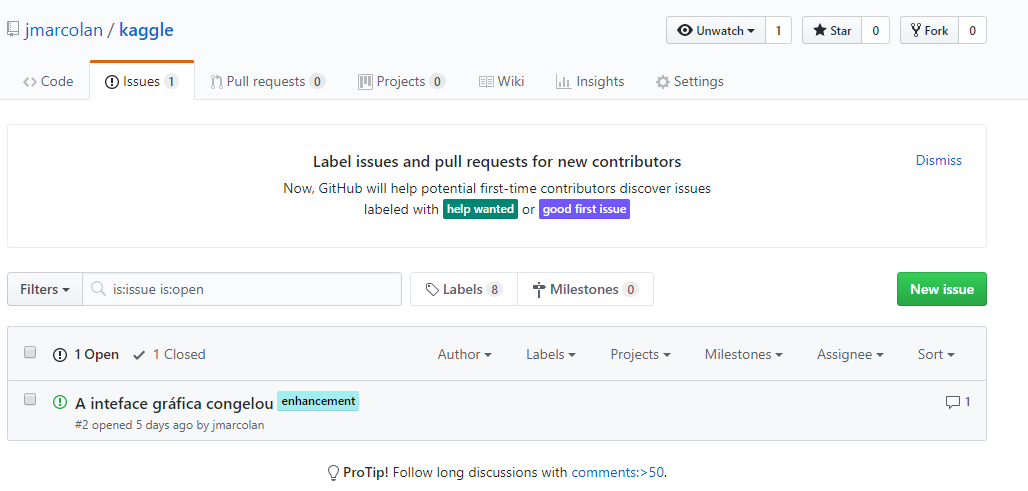 jmarcolan / kaggle
Unwatch 1 Star 0 Fork 0
Code Issues 1 Pull requests 0 Projects 0 Wiki Insights Settings
Label issues and pull requests for new contributors
Dismiss
Now, GitHub will help potential first-time contributors discover issues
labeled with help wanted or good first issue
Filters is:issue is:open Labels 8 Milestones 0 New issue
1 Open 1 Closed Author Labels Projects Milestones Assignee Sort
A inteface gráfica congelou enhancement 1
#2 opened 5 days ago by jmarcolan
ProTip! Follow long discussions with comments:>50.